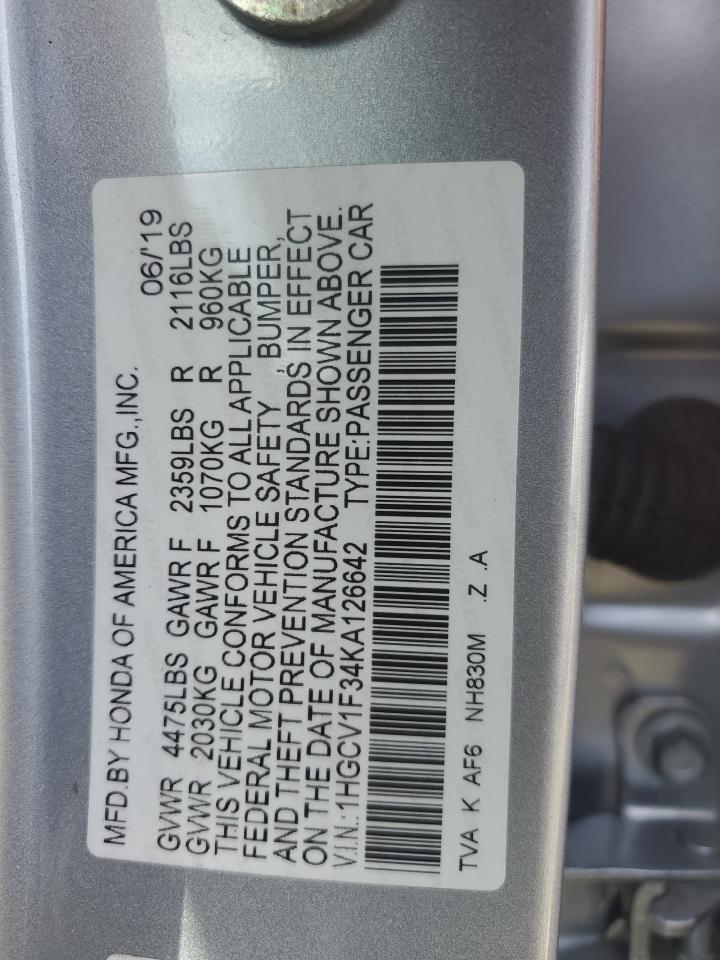 MFD.BY HONDA OF AMERICA MFG.,INC. 06/'19
GVWR 4475LBS GAWR F 2359LBS R 2116LBS
GVWR 2030KG GAWR F 1070KG R 960KG
THIS VEHICLE CONFORMS TO ALL APPLICABLE
FEDERAL MOTOR VEHICLE SAFETY , BUMPER,
AND THEFT PREVENTION STANDARDS IN EFFECT
ON THE DATE OF MANUFACTURE SHOWN ABOVE.
V.I.N.:1HGCV1F34KA126642 TYPE:PASSENGER CAR
TVA K AF6 NH830M .Z .A